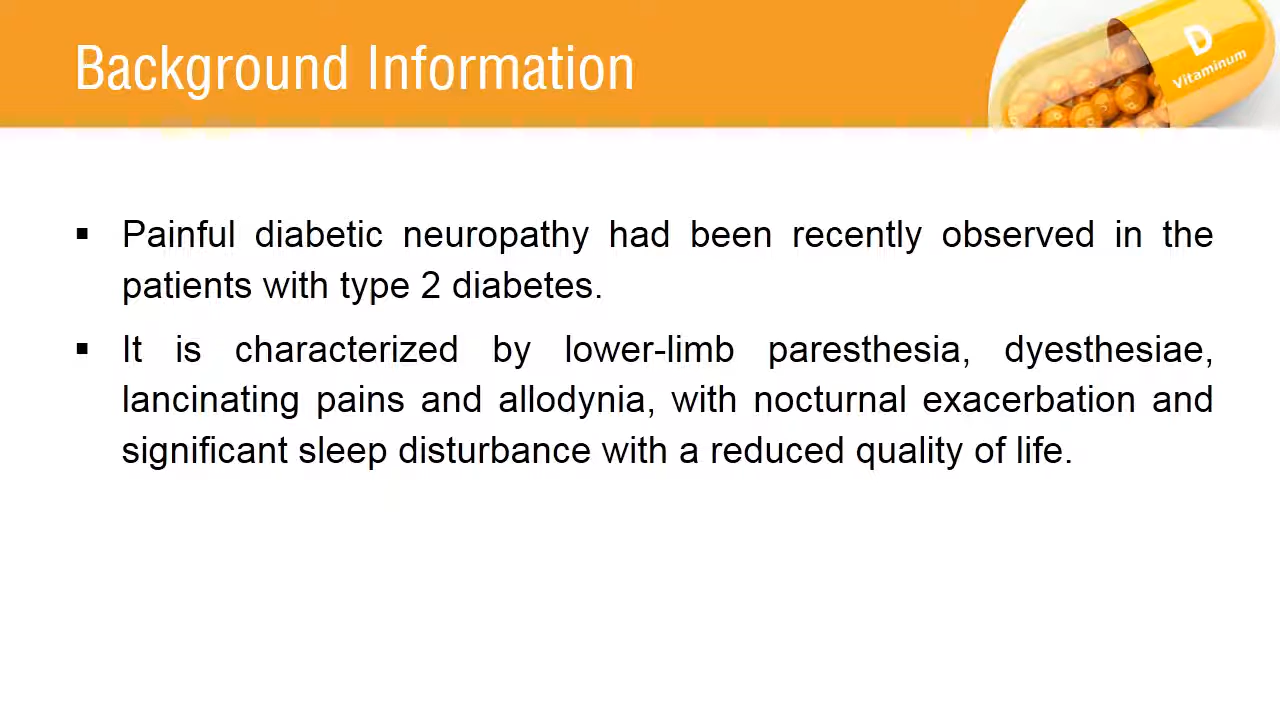 Background Information
D
Vitaminum
▪ Painful diabetic neuropathy had been recently observed in the
patients with type 2 diabetes.
▪ It is characterized by lower-limb paresthesia, dyesthesiae,
lancinating pains and allodynia, with nocturnal exacerbation and
significant sleep disturbance with a reduced quality of life.